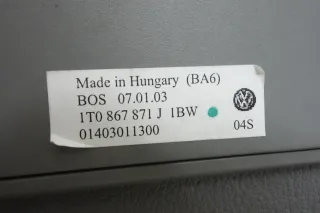 Made in Hungary (BA6)
BOS 07.01.03
1T0 867 871 J 1BW
01403011300
04S